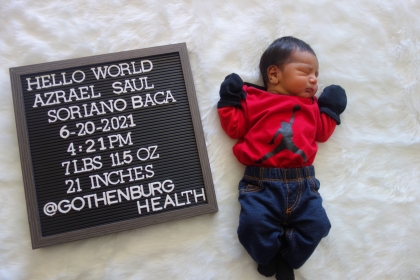 HELLO WORLD
AZRAEL SAUL
SORIANO BACA
6-20-2021
4:21PM
7LBS 11.5 OZ
21 INCHES
@GOTHENBURG
HEALTH